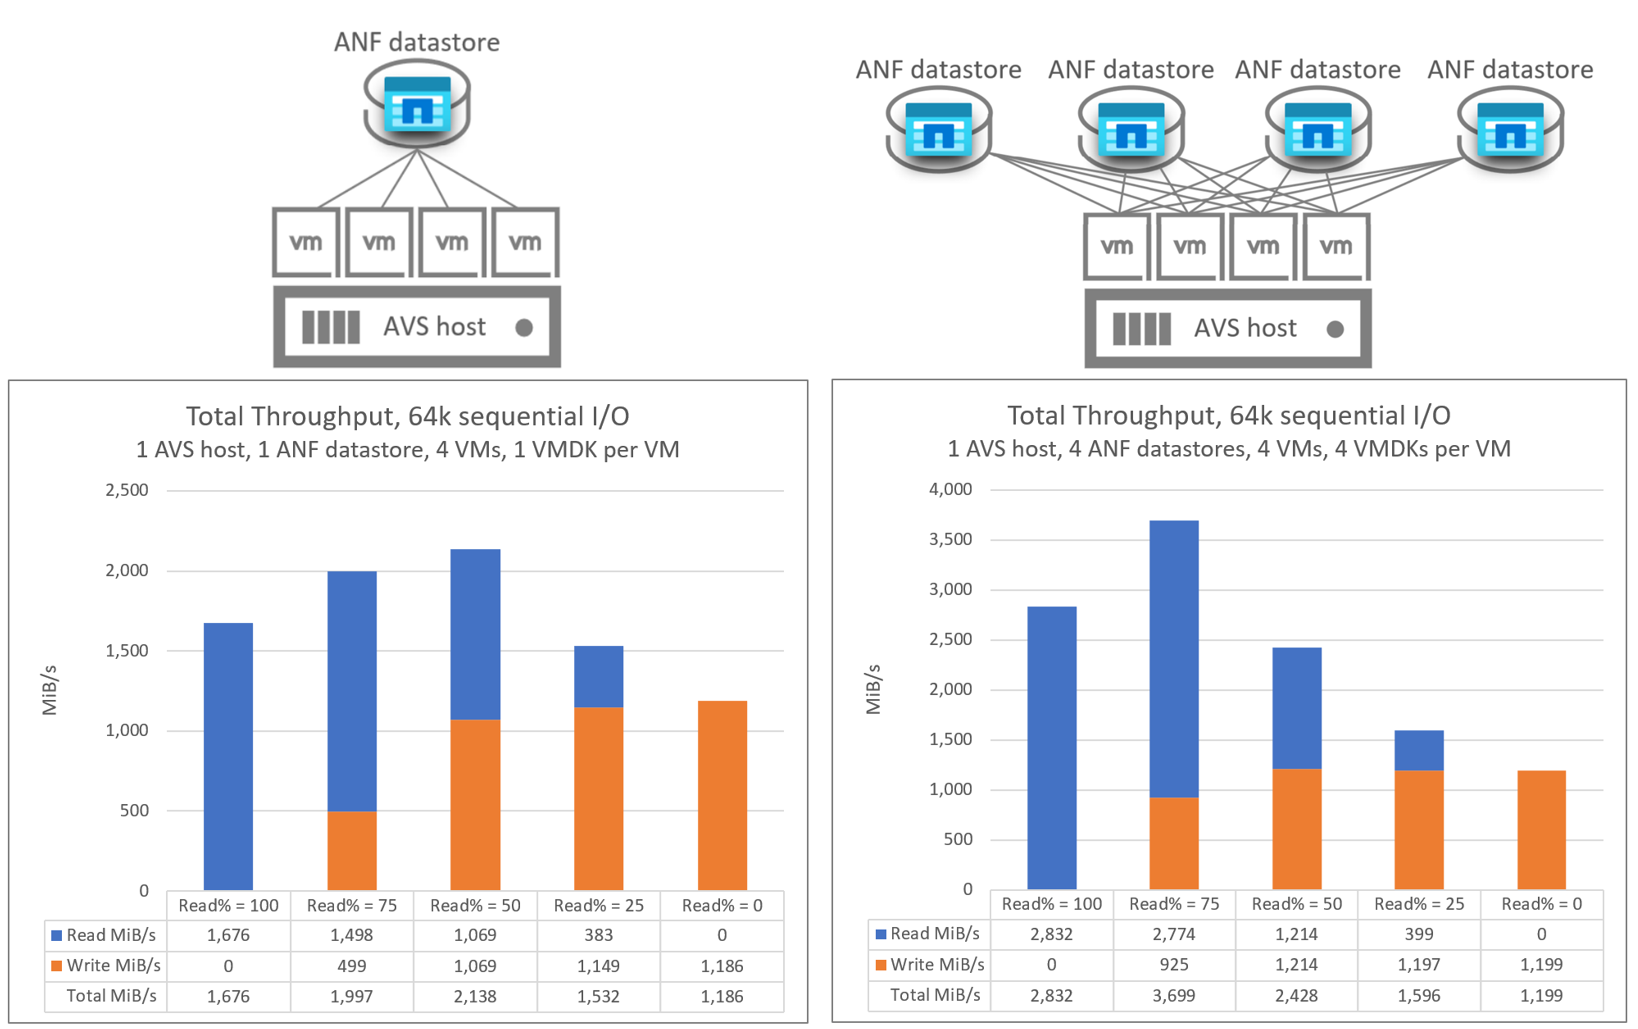 ANF datastore
vm vm vm vm
AVS host
ANF datastore ANF datastore ANF datastore ANF datastore
vm vm vm vm
AVS host
Total Throughput, 64k sequential I/O
1 AVS host, 1 ANF datastore, 4 VMs, 1 VMDK per VM
2,500
2,000
1,500
1,000
500
0
MiB/s
Read% = 100 Read% = 75 Read% = 50 Read% = 25 Read% = 0
Read MiB/s 1,676 1,498 1,069 383 0
Write MiB/s 0 499 1,069 1,149 1,186
Total MiB/s 1,676 1,997 2,138 1,532 1,186
Total Throughput, 64k sequential I/O
1 AVS host, 4 ANF datastores, 4 VMs, 4 VMDKs per VM
4,000
3,500
3,000
2,500
2,000
1,500
1,000
500
0
MiB/s
Read% = 100 Read% = 75 Read% = 50 Read% = 25 Read% = 0
Read MiB/s 2,832 2,774 1,214 399 0
Write MiB/s 0 925 1,214 1,197 1,199
Total MiB/s 2,832 3,699 2,428 1,596 1,199